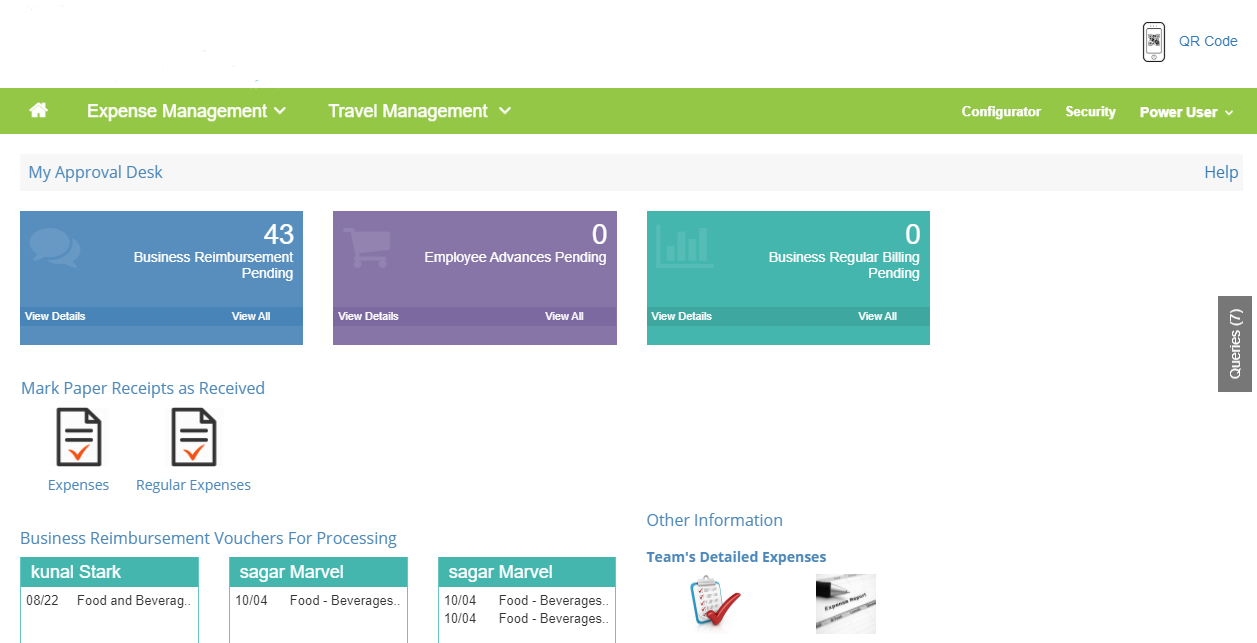 QR Code
Expense Management
Travel Management
Configurator
Security
Power User
My Approval Desk
Help
43
Business Reimbursement
Pending
View Details
View All
0
Employee Advances Pending
View Details
View All
0
Business Regular Billing
Pending
View Details
View All
Queries (7)
Mark Paper Receipts as Received
Expenses
Regular Expenses
Business Reimbursement Vouchers For Processing
kunal Stark
08/22 Food and Beverag..
sagar Marvel
10/04 Food - Beverages..
sagar Marvel
10/04 Food - Beverages..
10/04 Food - Beverages..
Other Information
Team's Detailed Expenses
Expense Report